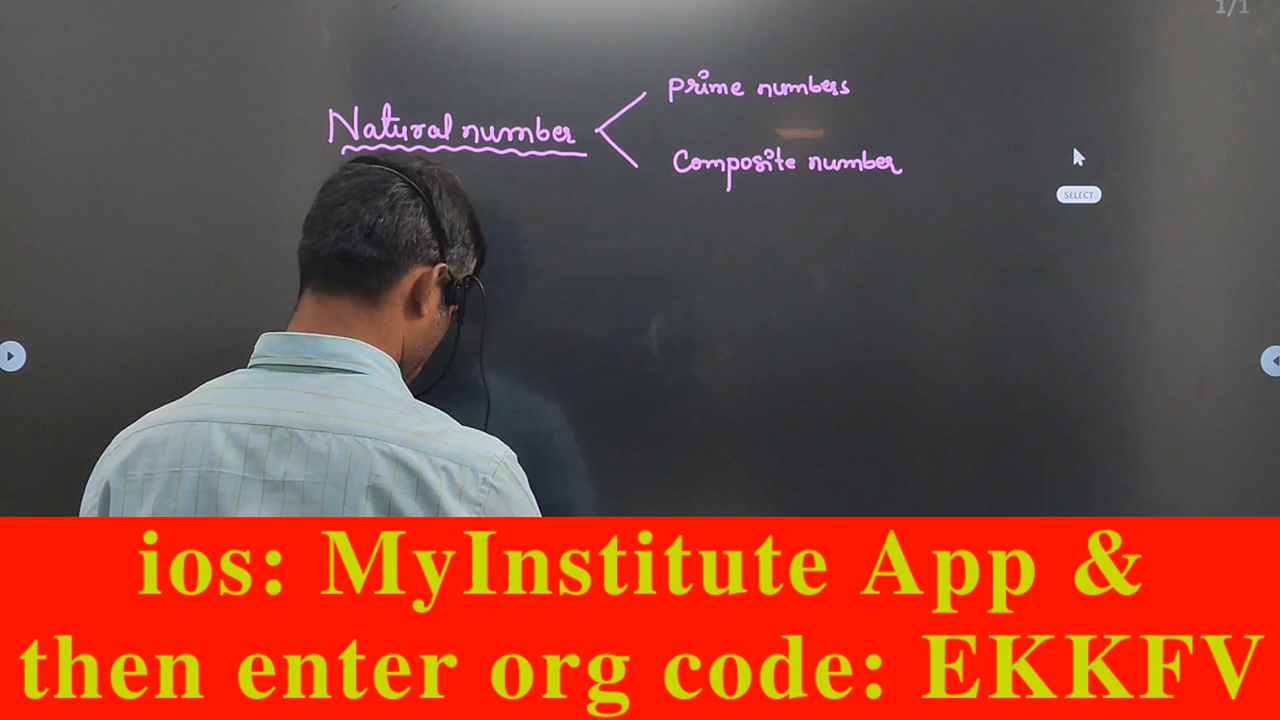 1/1
Prime numbers
Natural number
Composite number
SELECT
ios: MyInstitute App &
then enter org code: EKKFV